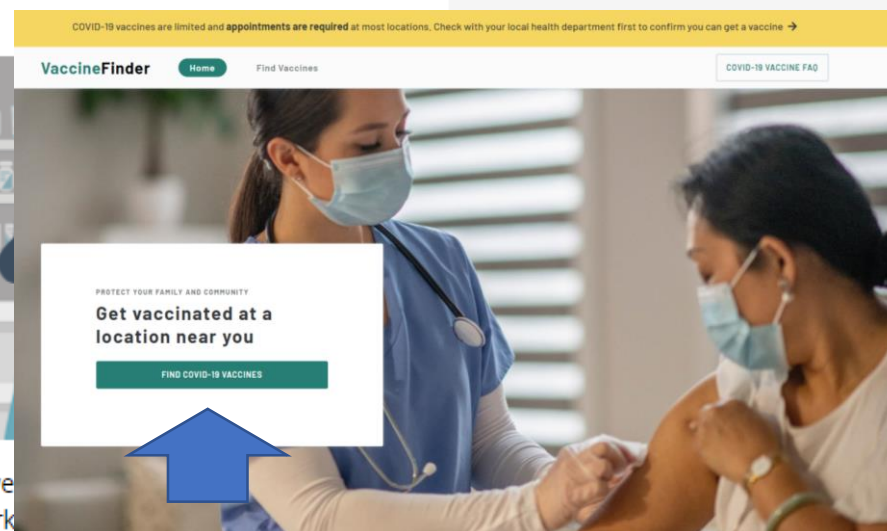 COVID-19 vaccines are limited and appointments are required at most locations. Check with your local health department first to confirm you can get a vaccine →
VaccineFinder Home Find Vaccines COVID-19 VACCINE FAQ
PROTECT YOUR FAMILY AND COMMUNITY
Get vaccinated at a
location near you
FIND COVID-19 VACCINES